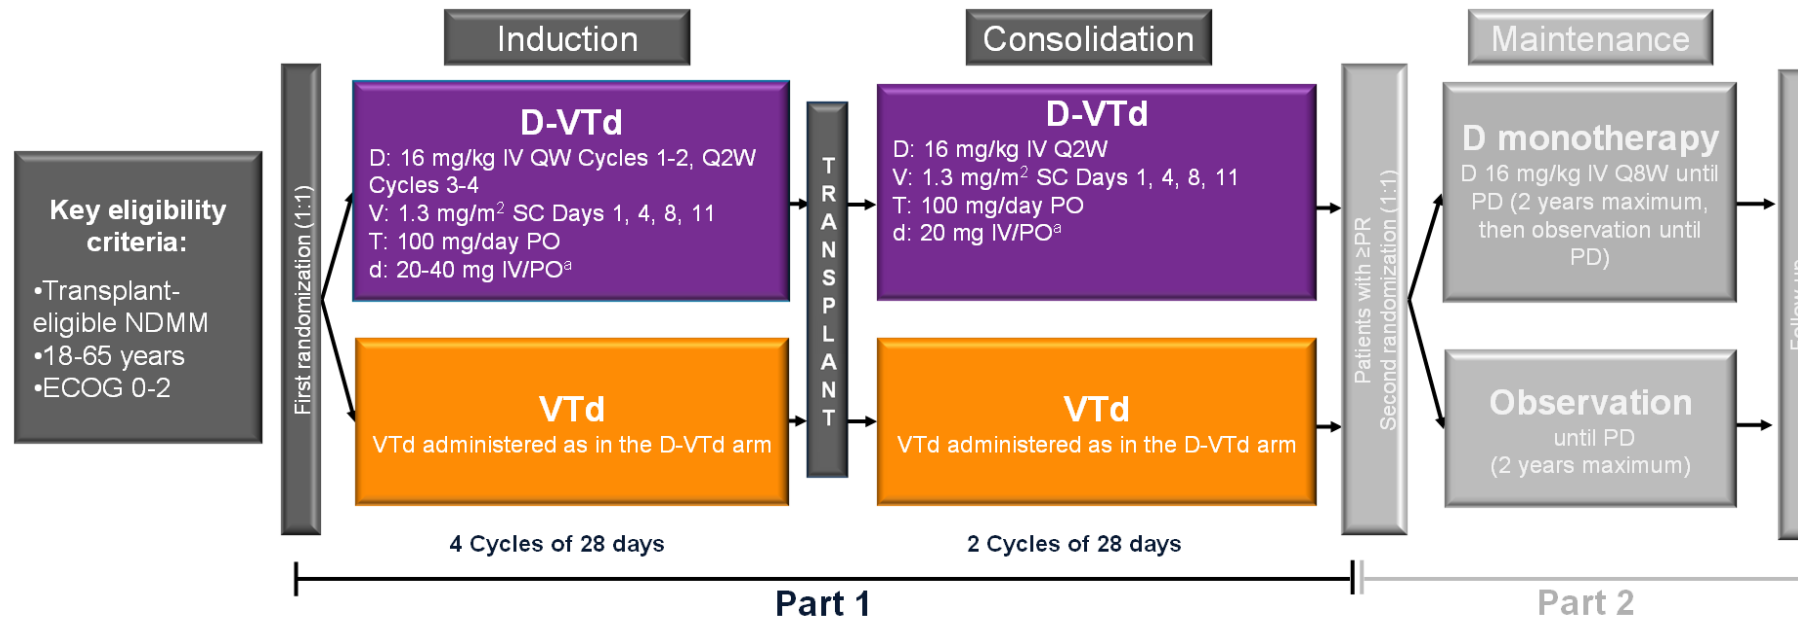 Induction
Consolidation
Maintenance
Key eligibility
criteria:
•Transplant-
eligible NDMM
•18-65 years
•ECOG 0-2
First randomization (1:1)
D-VTd
D: 16 mg/kg IV QW Cycles 1-2, Q2W
Cycles 3-4
V: 1.3 mg/m² SC Days 1, 4, 8, 11
T: 100 mg/day PO
d: 20-40 mg IV/POᵃ
VTd
VTd administered as in the D-VTd arm
4 Cycles of 28 days
TRANSPLANT
D-VTd
D: 16 mg/kg IV Q2W
V: 1.3 mg/m² SC Days 1, 4, 8, 11
T: 100 mg/day PO
d: 20 mg IV/POᵃ
VTd
VTd administered as in the D-VTd arm
2 Cycles of 28 days
Patients with ≥PR
Second randomization (1:1)
D monotherapy
D 16 mg/kg IV Q8W until
PD (2 years maximum,
then observation until
PD)
Observation
until PD
(2 years maximum)
Part 1
Part 2